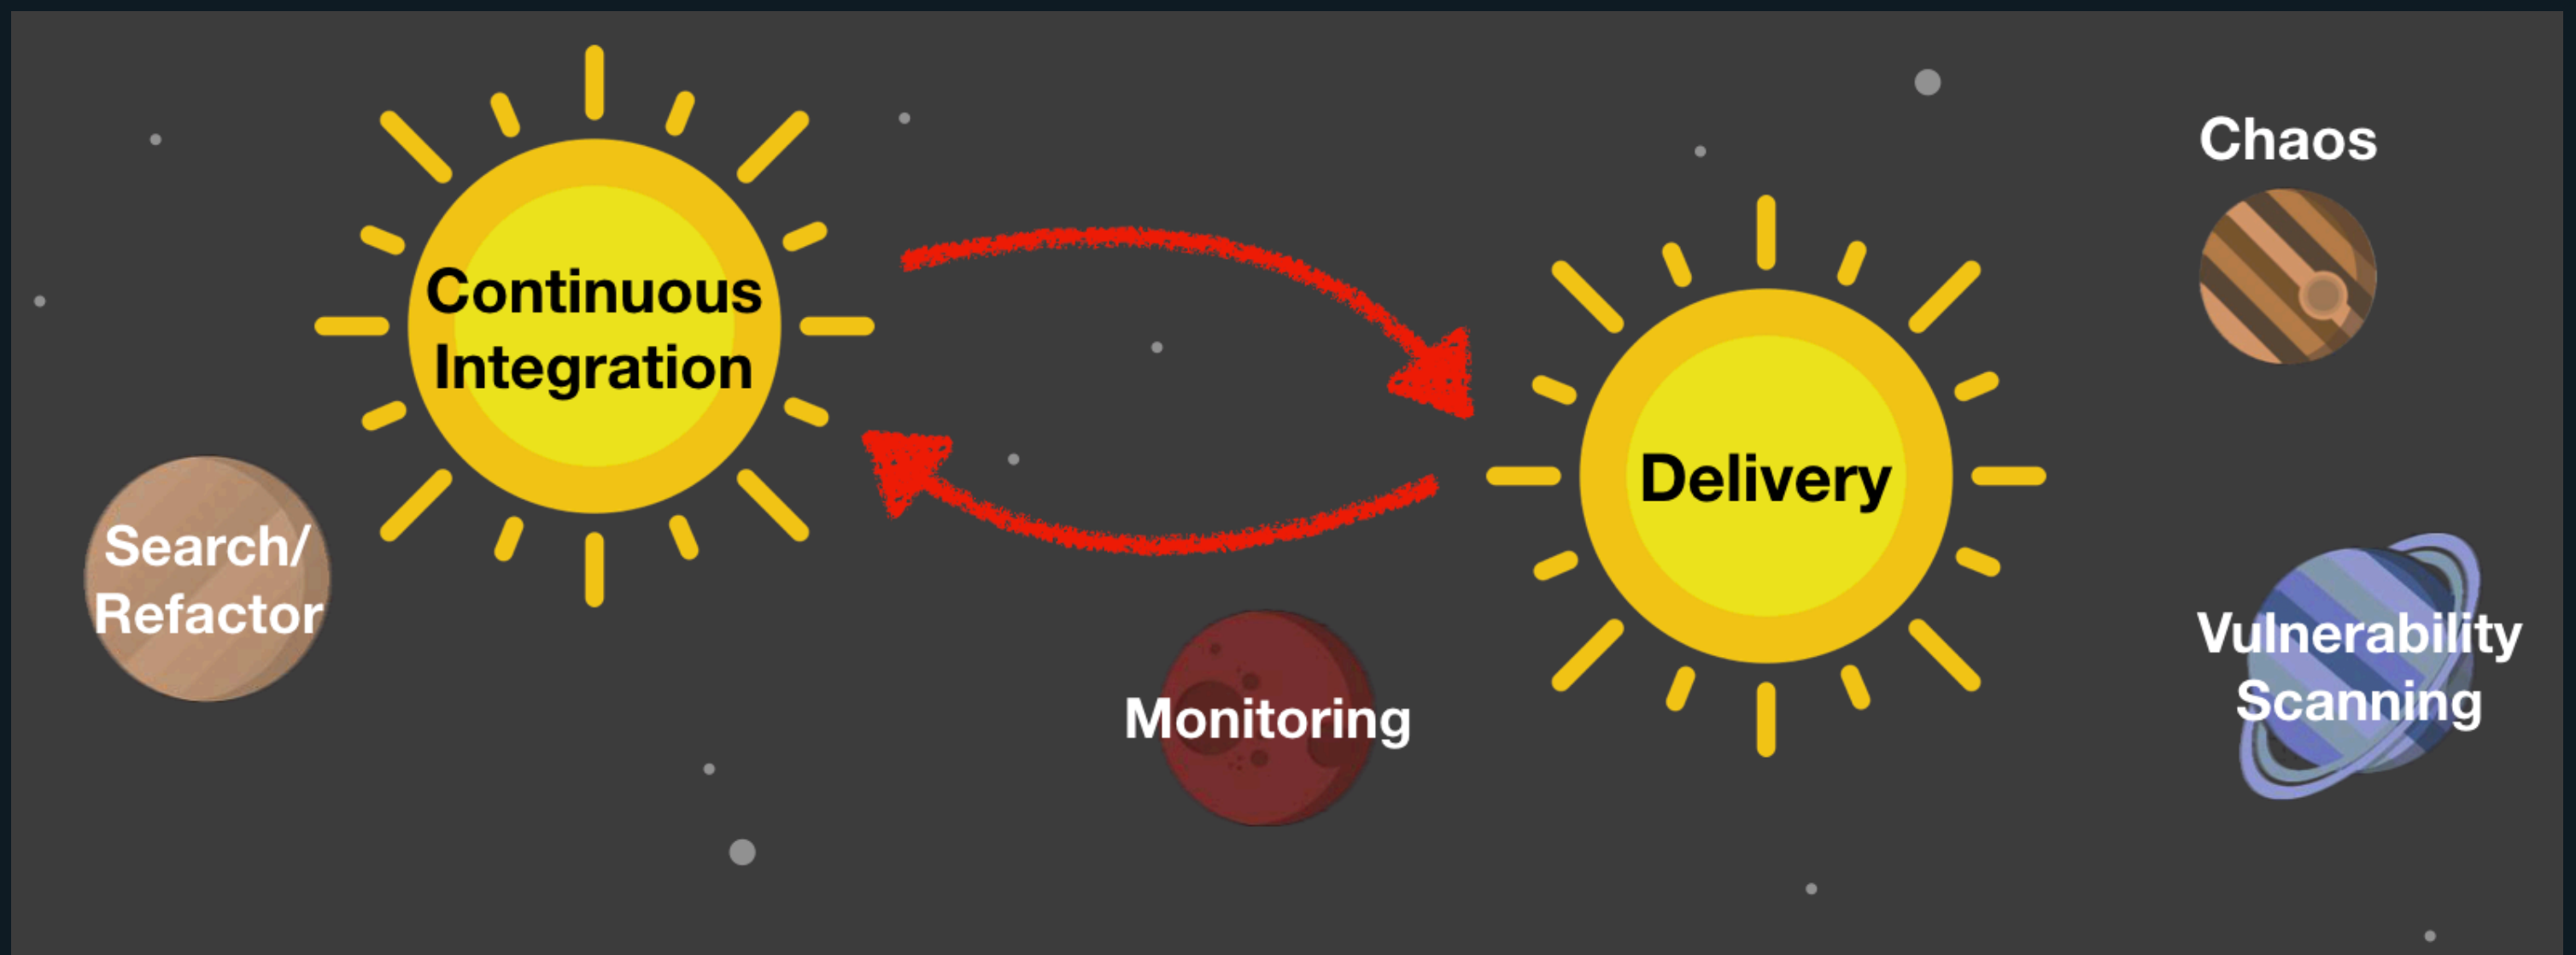 Continuous
Integration
Delivery
Chaos
Search/
Refactor
Monitoring
Vulnerability
Scanning